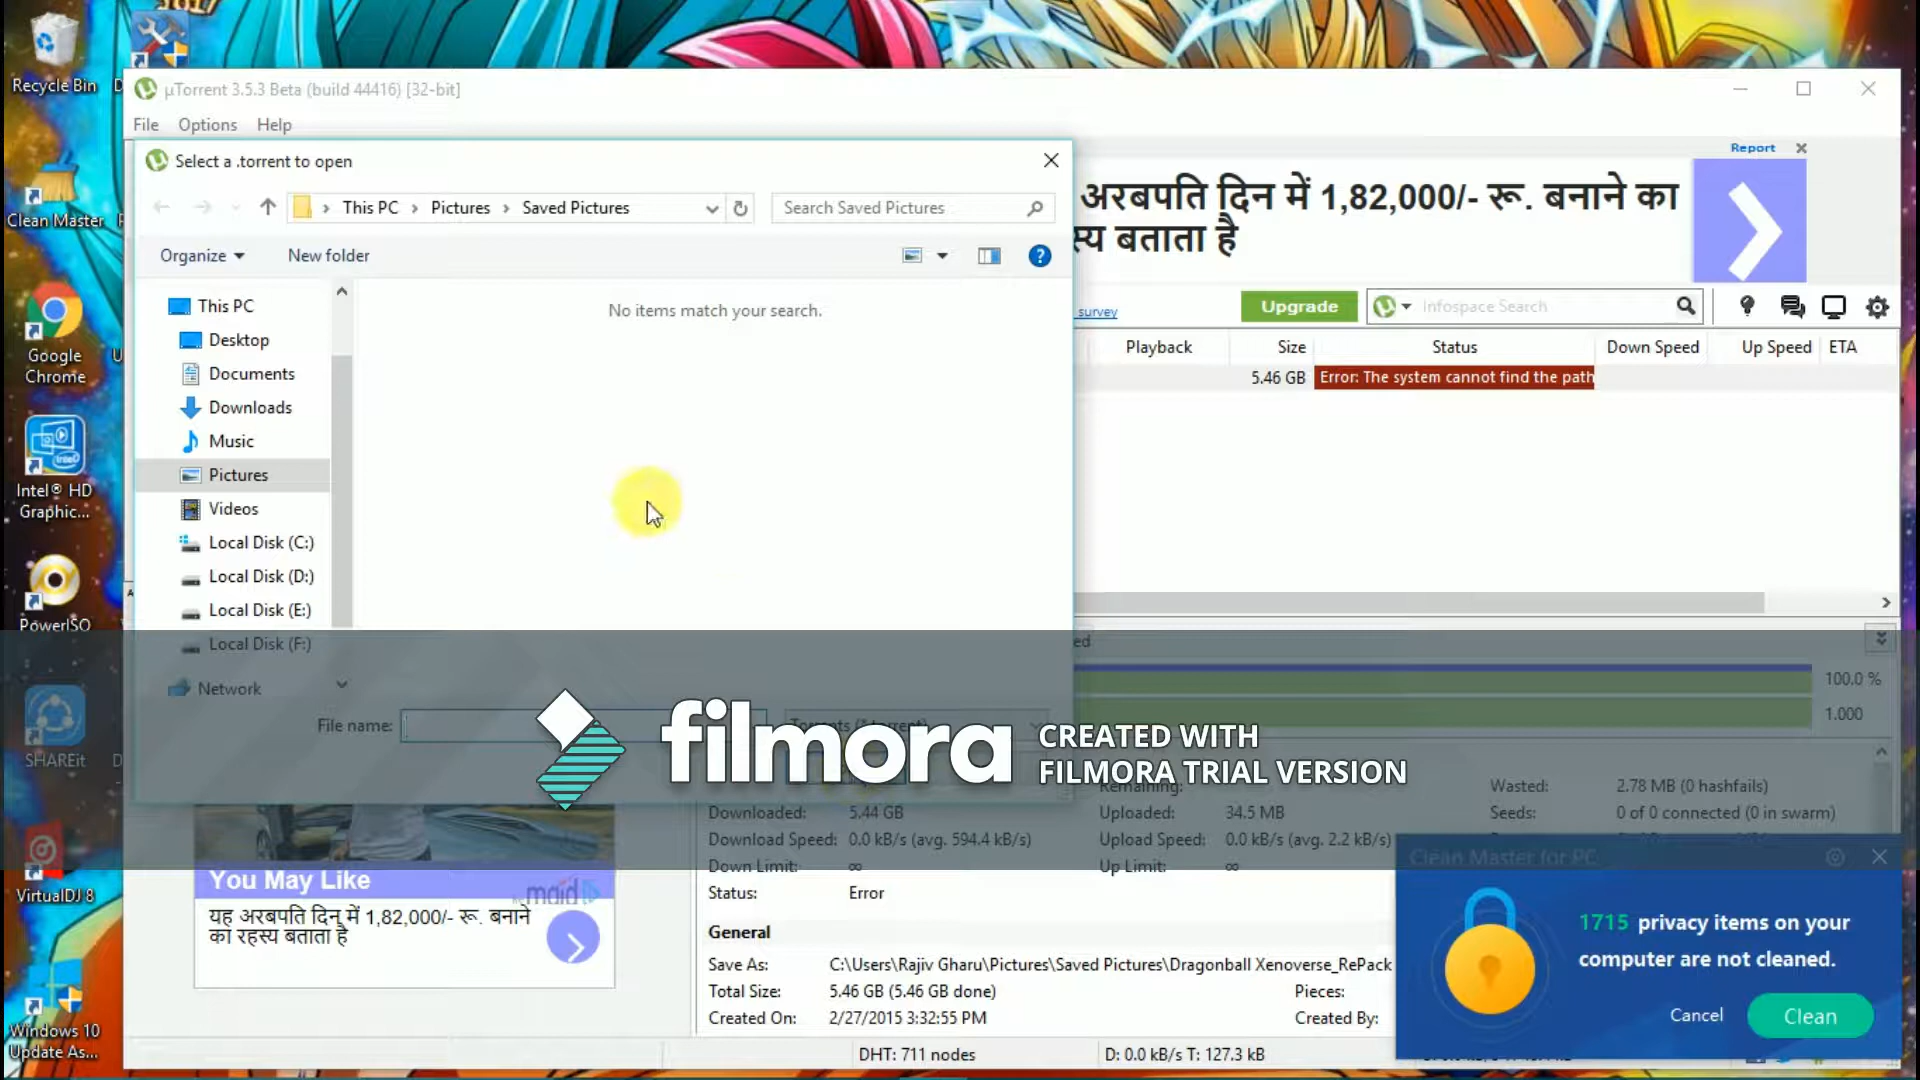 Recycle Bin
µTorrent 3.5.3 Beta (build 44416) [32-bit]
File Options Help
Select a .torrent to open
This PC > Pictures > Saved Pictures
Search Saved Pictures
Organize New folder
No items match your search.
This PC
Desktop
Documents
Downloads
Music
Pictures
Videos
Local Disk (C:)
Local Disk (D:)
Local Disk (E:)
Local Disk (F:)
Network
File name:
Torrents (*.torrent)
Report
अरबपति दिन में 1,82,000/- रू. बनाने का
स्य बताता है
survey
Upgrade
Infospace Search
Playback Size Status Down Speed Up Speed ETA
5.46 GB Error: The system cannot find the path
100.0 %
1.000
Clean Master
Google
Chrome
Intel® HD
Graphic...
PowerISO
SHAREit
VirtualDJ 8
Windows 10
Update As...
filmora
CREATED WITH
FILMORA TRIAL VERSION
Remaining:
Wasted: 2.78 MB (0 hashfails)
Downloaded: 5.44 GB Uploaded: 34.5 MB Seeds: 0 of 0 connected (0 in swarm)
Download Speed: 0.0 kB/s (avg. 594.4 kB/s) Upload Speed: 0.0 kB/s (avg. 2.2 kB/s)
Down Limit: ∞ Up Limit: ∞
Status: Error
General
Save As: C:\Users\Rajiv Gharu\Pictures\Saved Pictures\Dragonball Xenoverse_RePack
Total Size: 5.46 GB (5.46 GB done) Pieces:
Created On: 2/27/2015 3:32:55 PM Created By:
DHT: 711 nodes D: 0.0 kB/s T: 127.3 kB
You May Like
यह अरबपति दिन में 1,82,000/- रू. बनाने
का रहस्य बताता है
Clean Master for PC
1715 privacy items on your
computer are not cleaned.
Cancel Clean